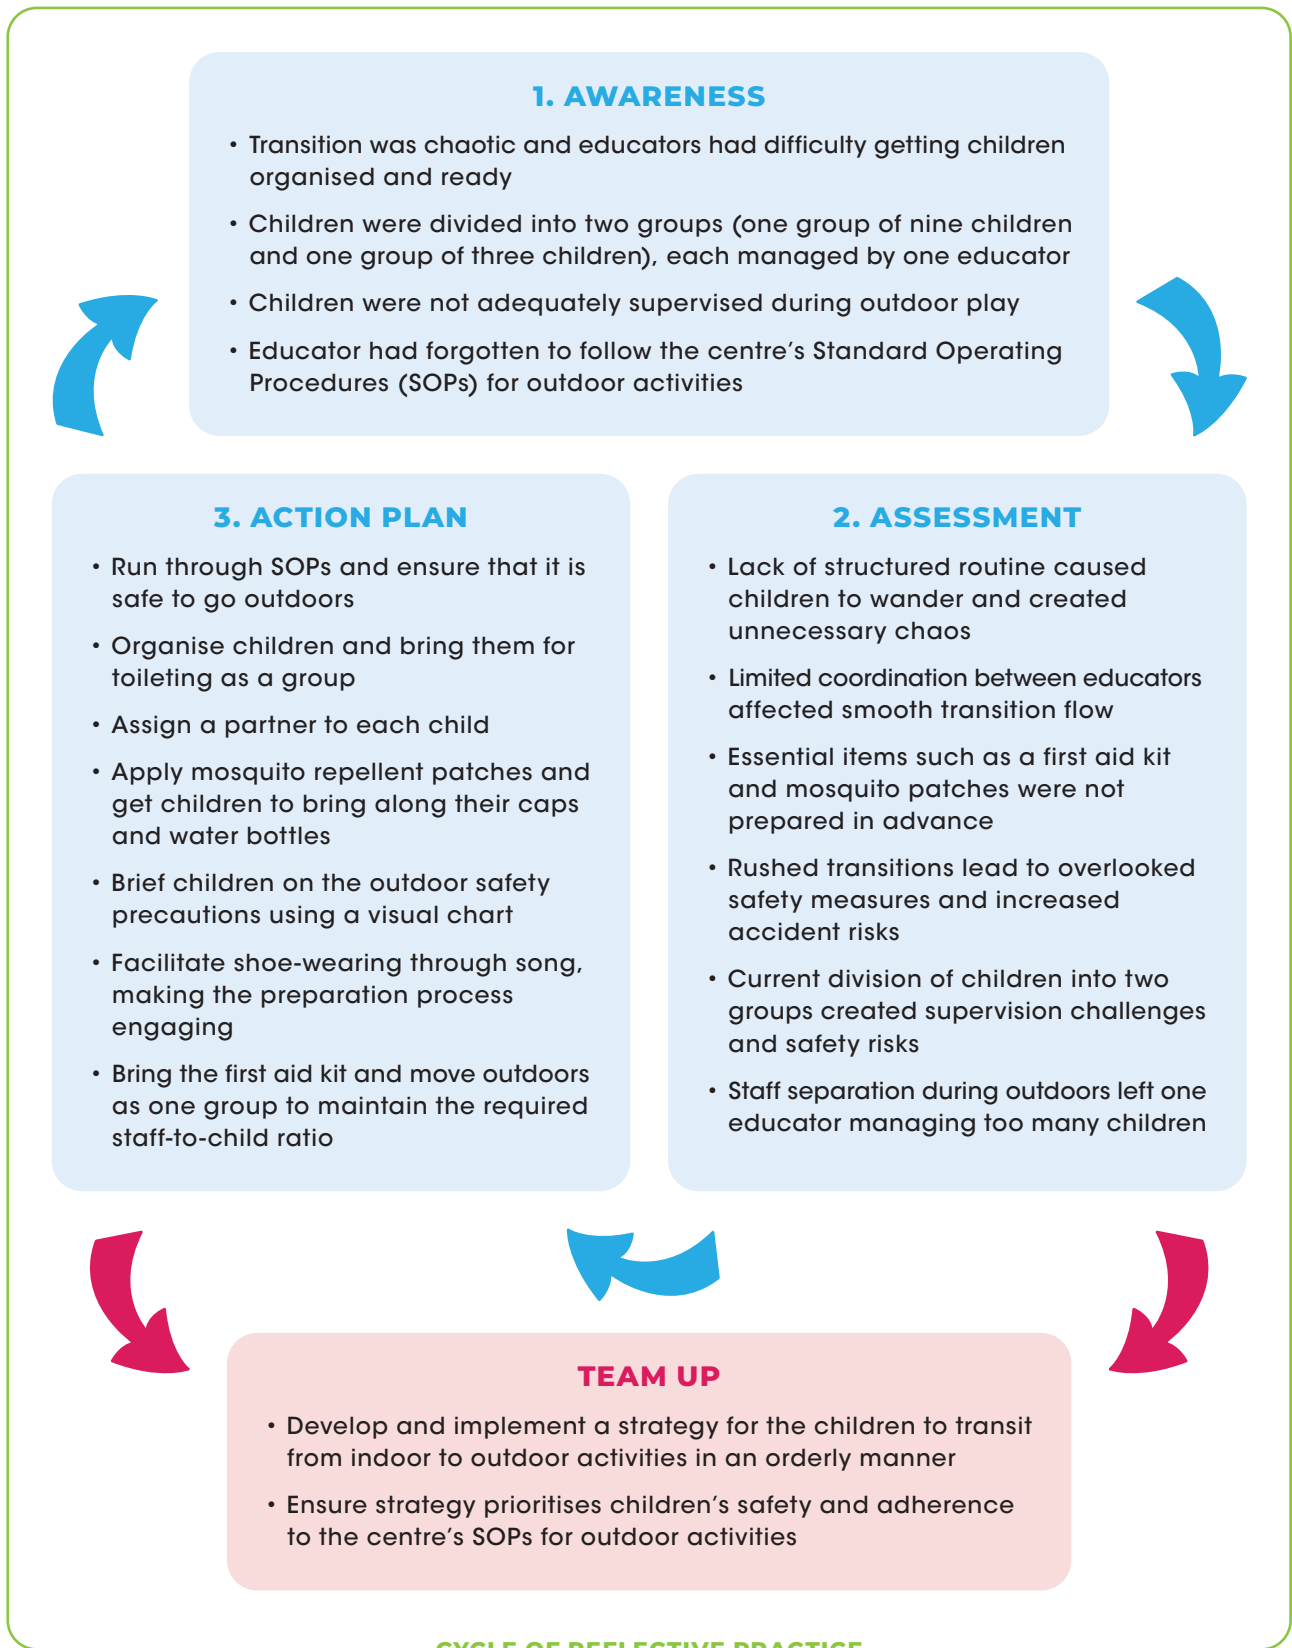 1. AWARENESS
• Transition was chaotic and educators had difficulty getting children
organised and ready
• Children were divided into two groups (one group of nine children
and one group of three children), each managed by one educator
• Children were not adequately supervised during outdoor play
• Educator had forgotten to follow the centre's Standard Operating
Procedures (SOPs) for outdoor activities
2. ASSESSMENT
• Lack of structured routine caused
children to wander and created
unnecessary chaos
• Limited coordination between educators
affected smooth transition flow
• Essential items such as a first aid kit
and mosquito patches were not
prepared in advance
• Rushed transitions lead to overlooked
safety measures and increased
accident risks
• Current division of children into two
groups created supervision challenges
and safety risks
• Staff separation during outdoors left one
educator managing too many children
3. ACTION PLAN
• Run through SOPs and ensure that it is
safe to go outdoors
• Organise children and bring them for
toileting as a group
• Assign a partner to each child
• Apply mosquito repellent patches and
get children to bring along their caps
and water bottles
• Brief children on the outdoor safety
precautions using a visual chart
• Facilitate shoe-wearing through song,
making the preparation process
engaging
• Bring the first aid kit and move outdoors
as one group to maintain the required
staff-to-child ratio
TEAM UP
• Develop and implement a strategy for the children to transit
from indoor to outdoor activities in an orderly manner
• Ensure strategy prioritises children's safety and adherence
to the centre's SOPs for outdoor activities
CYCLE OF REFLECTIVE PRACTICE